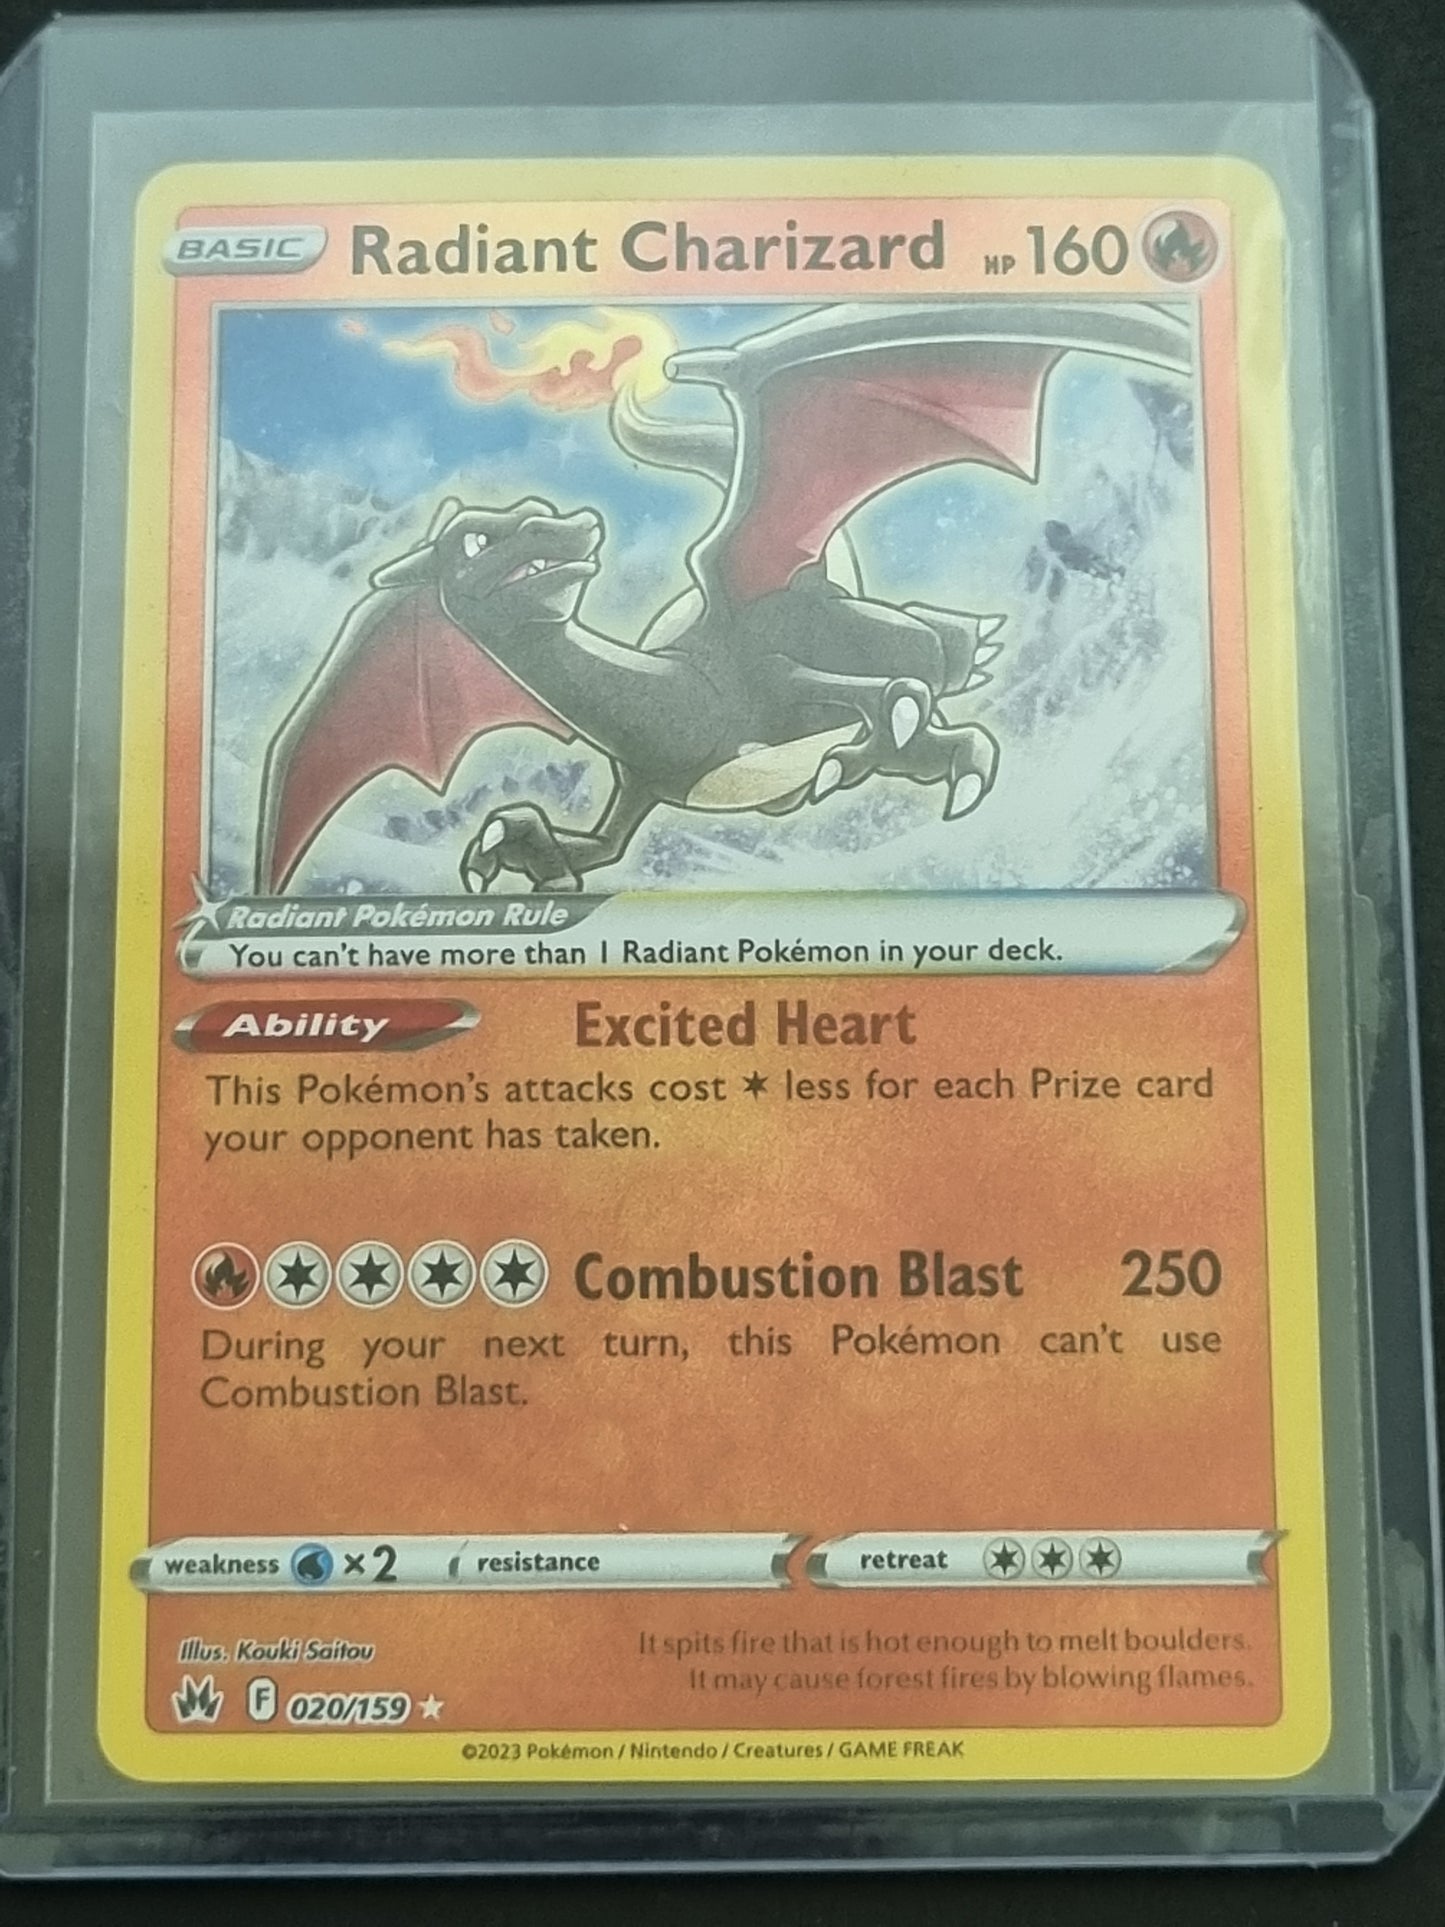 BASIC Radiant Charizard HP 160
Radiant Pokémon Rule
You can't have more than 1 Radiant Pokémon in your deck.
Ability Excited Heart
This Pokémon's attacks cost less for each Prize card
your opponent has taken.
Combustion Blast 250
During your next turn, this Pokémon can't use
Combustion Blast.
weakness ×2 resistance retreat
Illus. Kouki Saitou
It spits fire that is hot enough to melt boulders.
It may cause forest fires by blowing flames.
F 020/159
©2023 Pokémon / Nintendo / Creatures / GAME FREAK